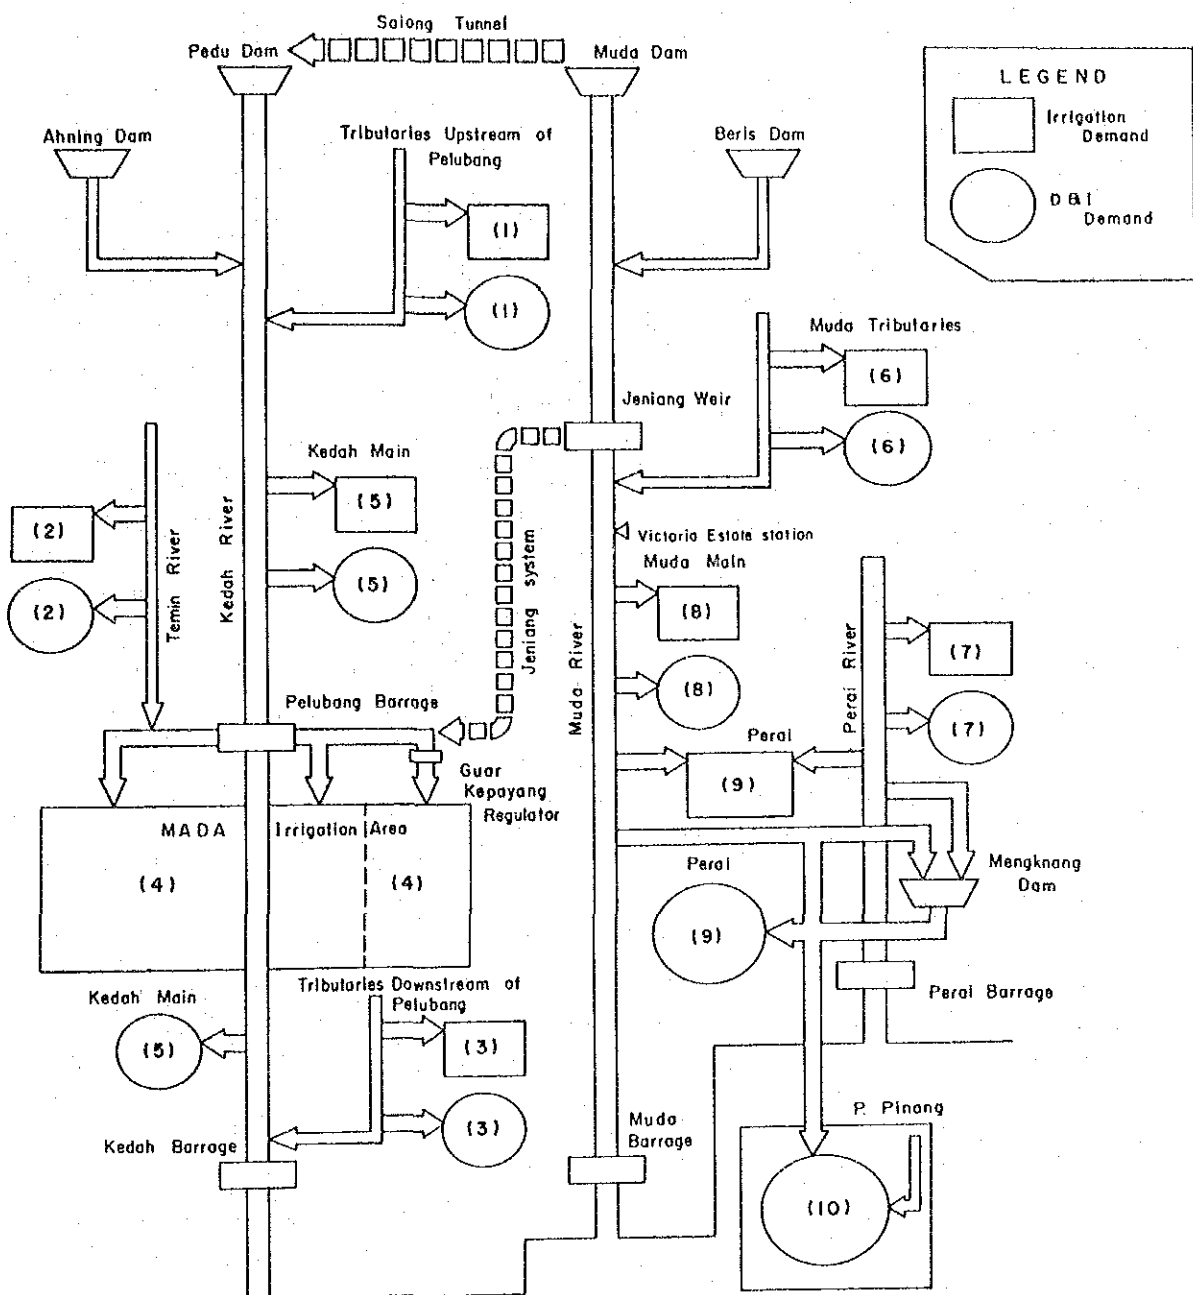 Saiong Tunnel
Pedu Dam
Muda Dam
LEGEND
Irrigation
Demand
D&I
Demand
Ahning Dam
Tributaries Upstream of
Pelubang
Beris Dam
(1)
(1)
Muda Tributaries
(6)
(6)
Jeniang Weir
Kedah Main
(5)
(5)
(2)
(2)
Temin River
Kedah River
Jeniang system
Victoria Estate station
Muda Main
(8)
(8)
Muda River
Perai River
(7)
(7)
Pelubang Barrage
Perai
(9)
Guar
Kepayang
Regulator
MADA Irrigation Area
(4)
(4)
Perai
(9)
Mengknang
Dam
Perai Barrage
Kedah Main
(5)
Tributaries Downstream of
Pelubang
(3)
(3)
Kedah Barrage
Muda
Barrage
P. Pinang
(10)